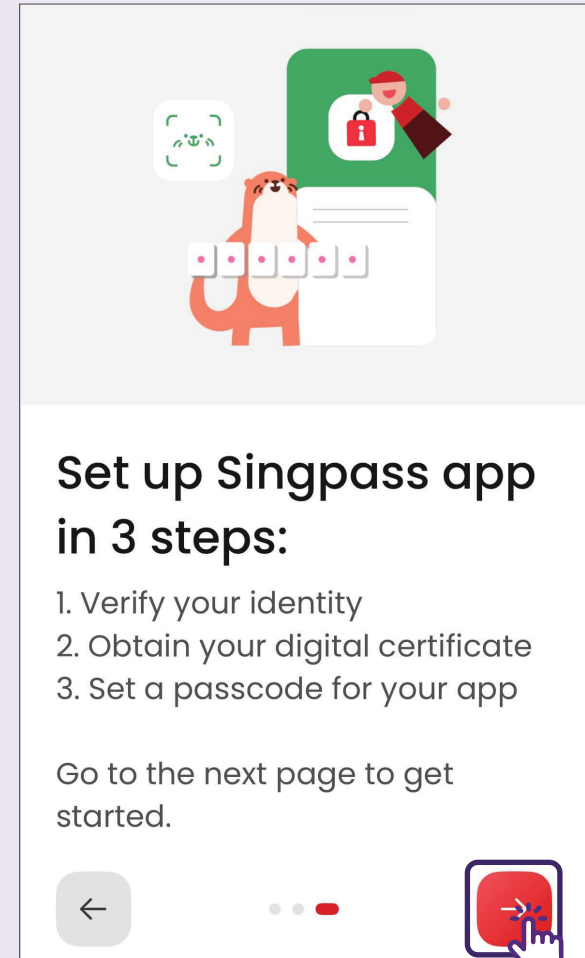 Set up Singpass app
in 3 steps:
1. Verify your identity
2. Obtain your digital certificate
3. Set a passcode for your app
Go to the next page to get
started.